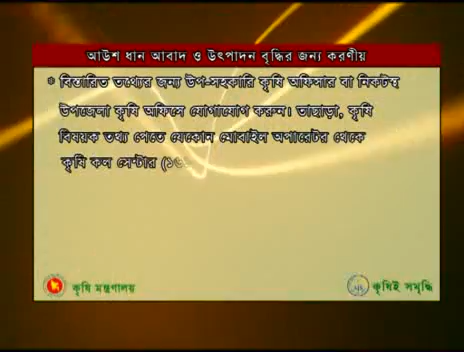 আউশ ধান আবাদ ও উৎপাদন বৃদ্ধির জন্য করণীয়
* বিস্তারিত তথ্যের জন্য উপ-সহকারি কৃষি অফিসার বা নিকটস্থ
উপজেলা কৃষি অফিসে যোগাযোগ করুন। তাছাড়া, কৃষি
বিষয়ক তথ্য পেতে যেকোন মোবাইল অপারেটর থেকে
কৃষি কল সেন্টার (১৬
কৃষি মন্ত্রণালয়
কৃষিই সমৃদ্ধি